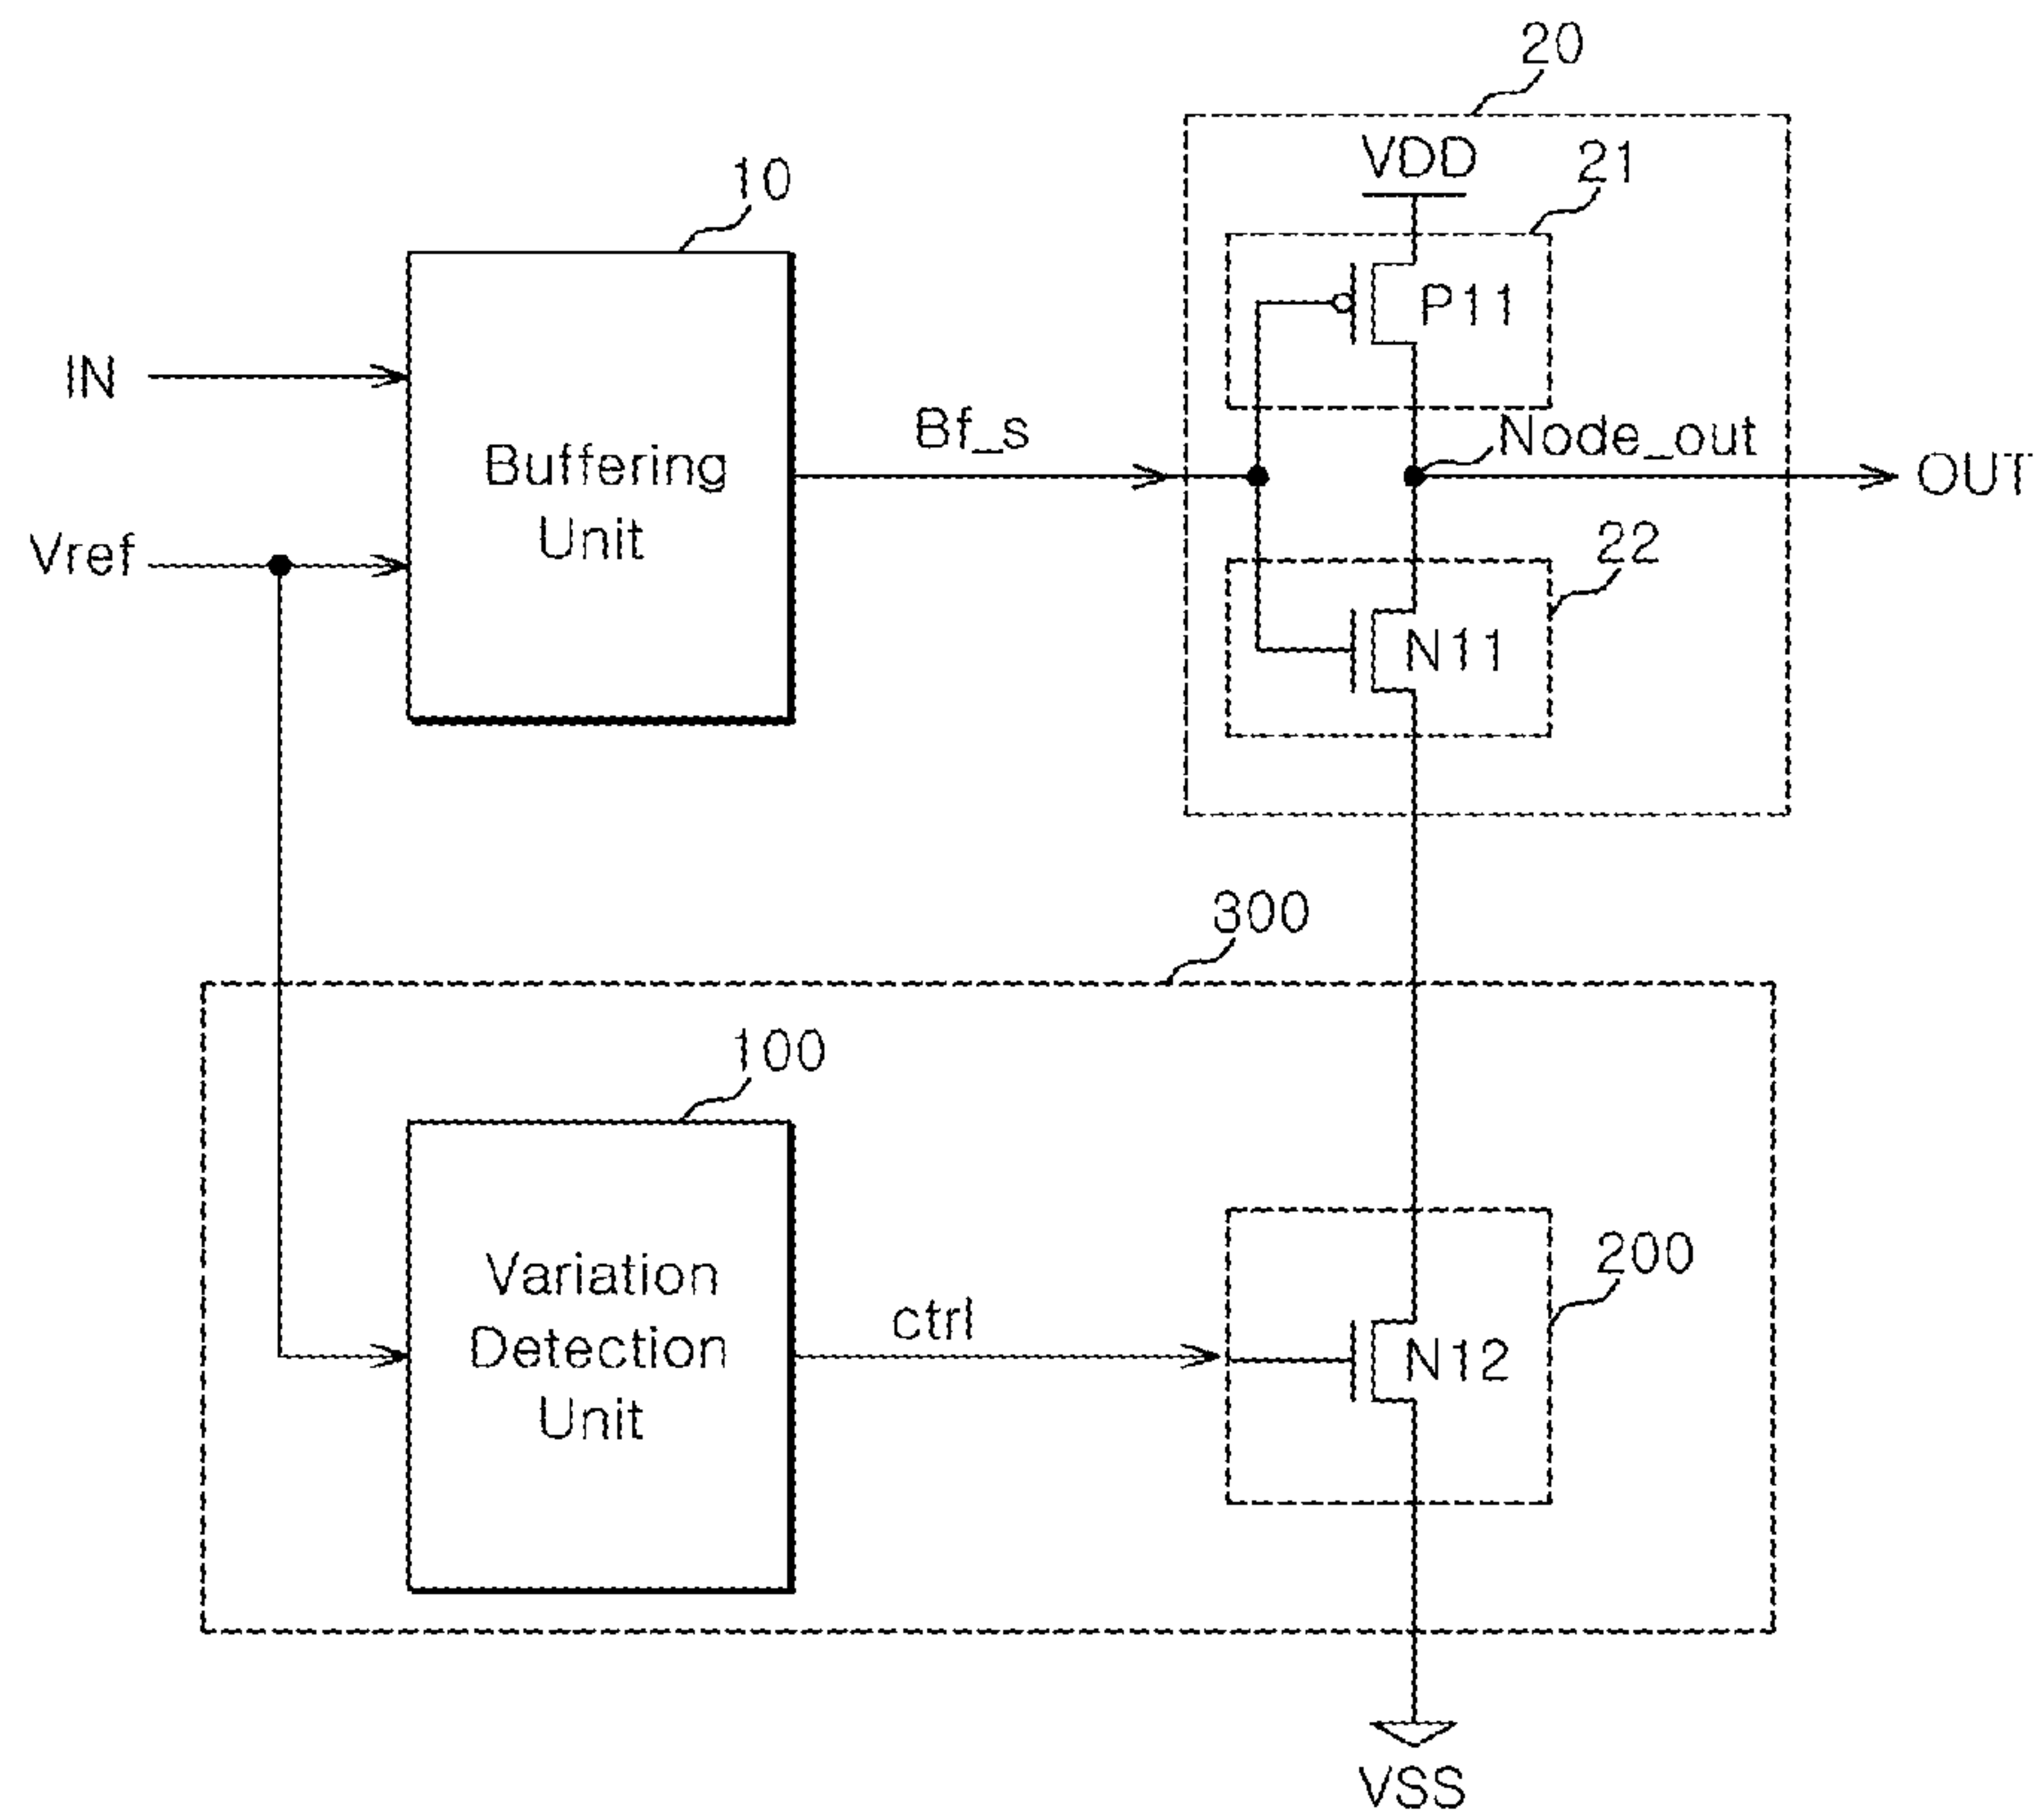 20
VDD
21
10
P11
IN
Bf_s
Node_out
OUT
Buffering
Unit
Vref
22
N11
300
100
200
Variation
Detection
Unit
ctrl
N12
VSS